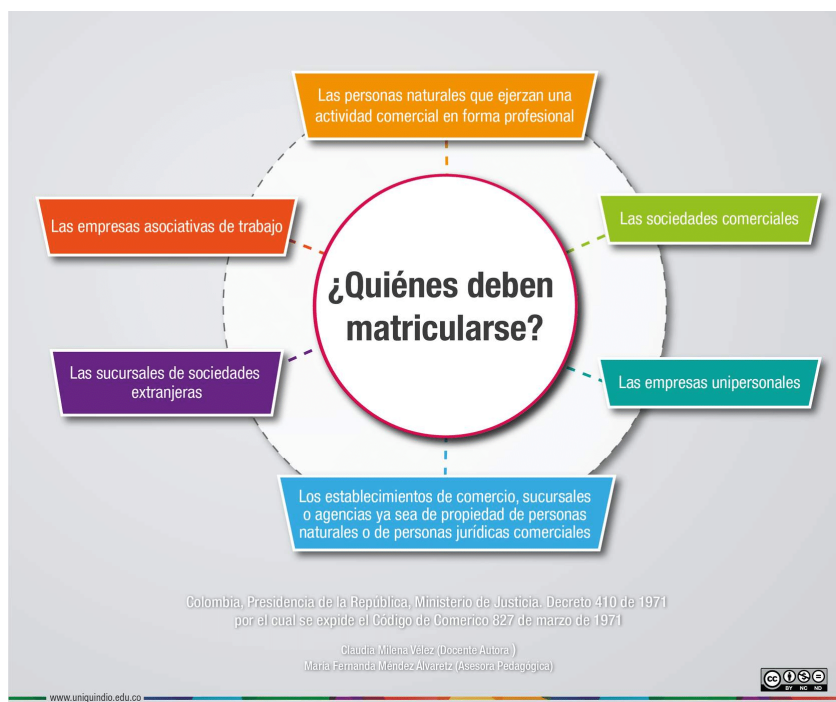 Las personas naturales que ejerzan una
actividad comercial en forma profesional
Las empresas asociativas de trabajo
Las sociedades comerciales
¿Quiénes deben
matricularse?
Las sucursales de sociedades
extranjeras
Las empresas unipersonales
Los establecimientos de comercio, sucursales
o agencias ya sea de propiedad de personas
naturales o de personas jurídicas comerciales
Colombia, Presidencia de la República, Ministerio de Justicia. Decreto 410 de 1971
por el cual se expide el Código de Comerico 827 de marzo de 1971
Claudia Milena Vélez (Docente Autora )
María Fernanda Méndez Álvaretz (Asesora Pedagógica)
www.uniquindio.edu.co
cc
BY NC ND